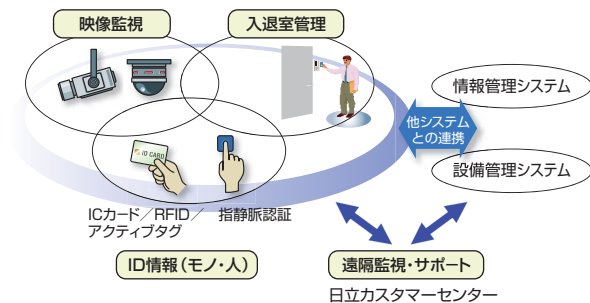 映像監視
入退室管理
情報管理システム
他システム
との連携
設備管理システム
ID CARD
ICカード/RFID/
アクティブタグ
指静脈認証
ID情報(モノ・人)
遠隔監視・サポート
日立カスタマーセンター